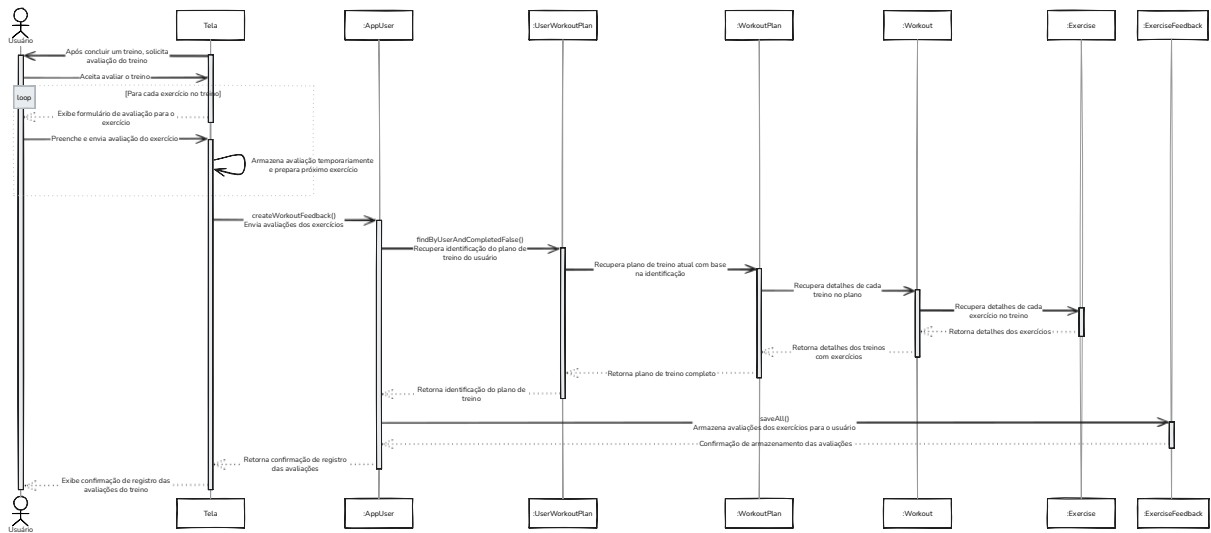 Usuário
Tela
:AppUser
:UserWorkoutPlan
:WorkoutPlan
:Workout
:Exercise
:ExerciseFeedback
Após concluir um treino, solicita
avaliação do treino
Aceita avaliar o treino
loop
[Para cada exercício no treino]
Exibe formulário de avaliação para o
exercício
Preenche e envia avaliação do exercício
Armazena avaliação temporariamente
e prepara próximo exercício
createWorkoutFeedback()
Envia avaliações dos exercícios
findByUserAndCompletedFalse()
Recupera identificação do plano de
treino do usuário
Recupera plano de treino atual com base
na identificação
Recupera detalhes de cada
treino no plano
Recupera detalhes de cada
exercício no treino
Retorna detalhes dos exercícios
Retorna detalhes dos treinos
com exercícios
Retorna plano de treino completo
Retorna identificação do plano de
treino
saveAll()
Armazena avaliações dos exercícios para o usuário
Confirmação de armazenamento das avaliações
Retorna confirmação de registro
das avaliações
Exibe confirmação de registro das
avaliações do treino
Usuário
Tela
:AppUser
:UserWorkoutPlan
:WorkoutPlan
:Workout
:Exercise
:ExerciseFeedback